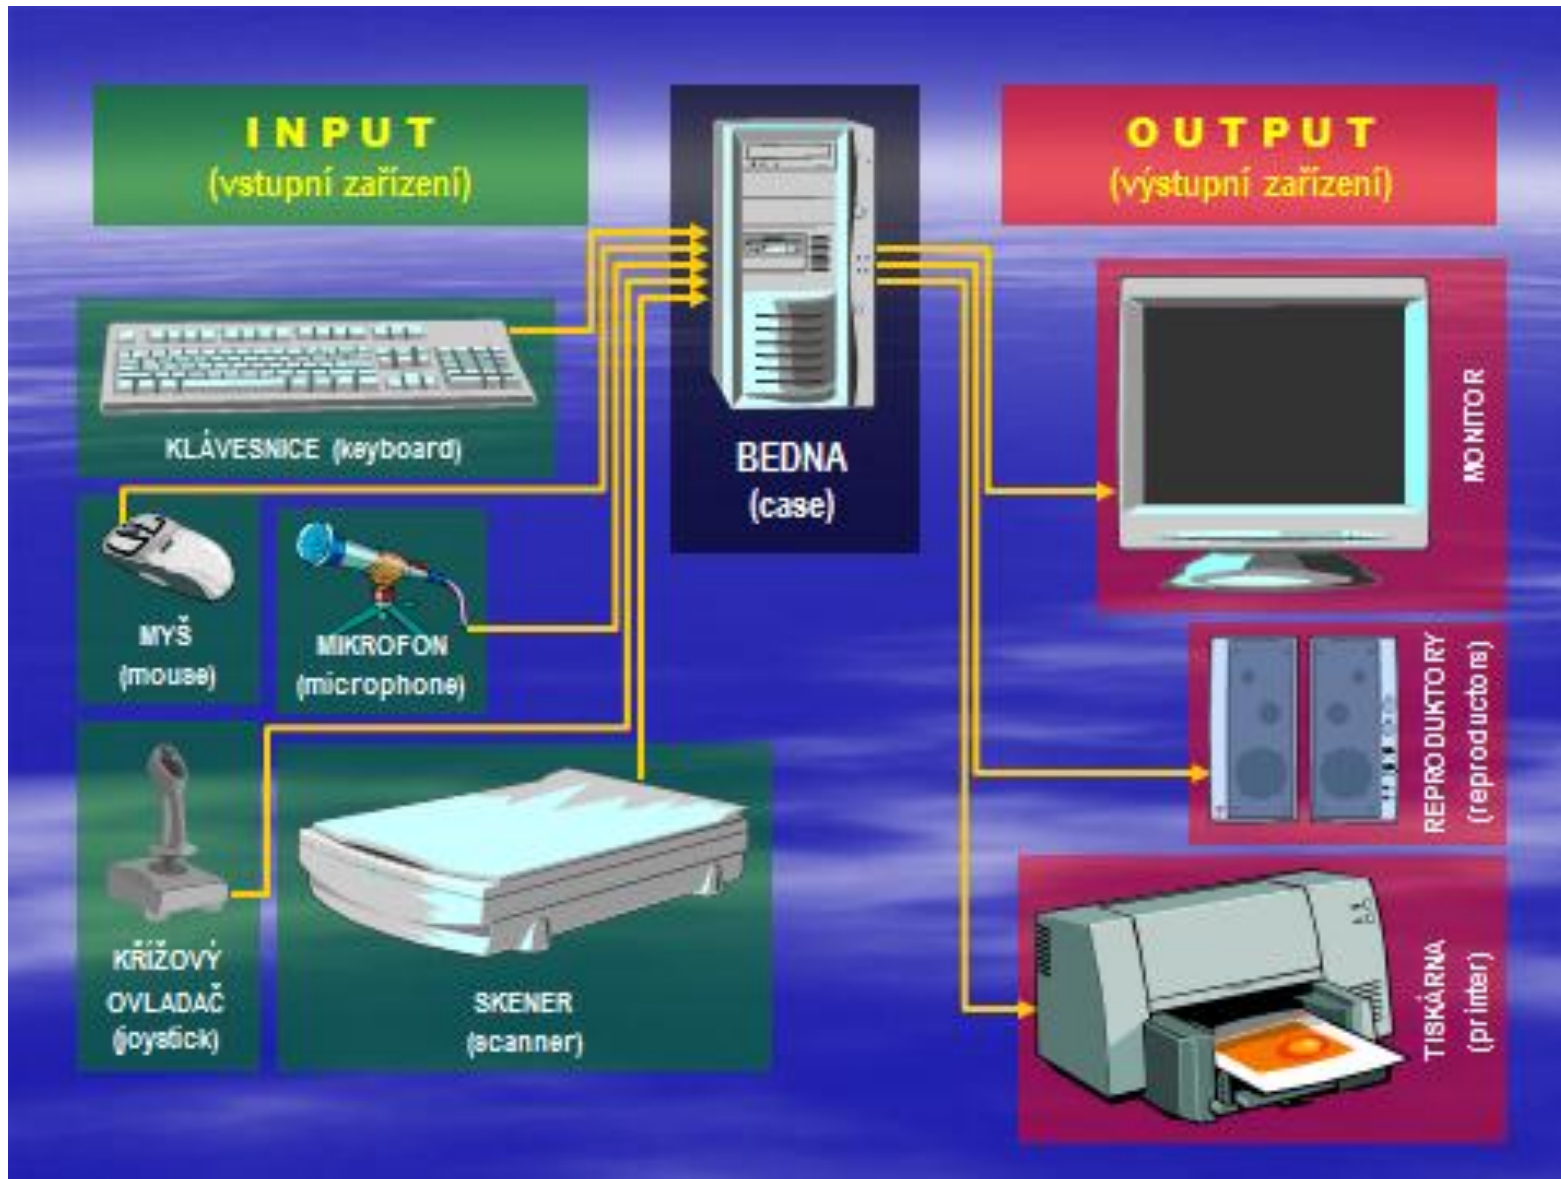 INPUT
(vstupní zařízení)
KLÁVESNICE (keyboard)
MYŠ
(mouse)
MIKROFON
(microphone)
KŘÍŽOVÝ
OVLADAČ
(joystick)
SKENER
(scanner)
BEDNA
(case)
OUTPUT
(výstupní zařízení)
MONITOR
REPRODUKTORY
(reproductors)
TISKÁRNA
(printer)